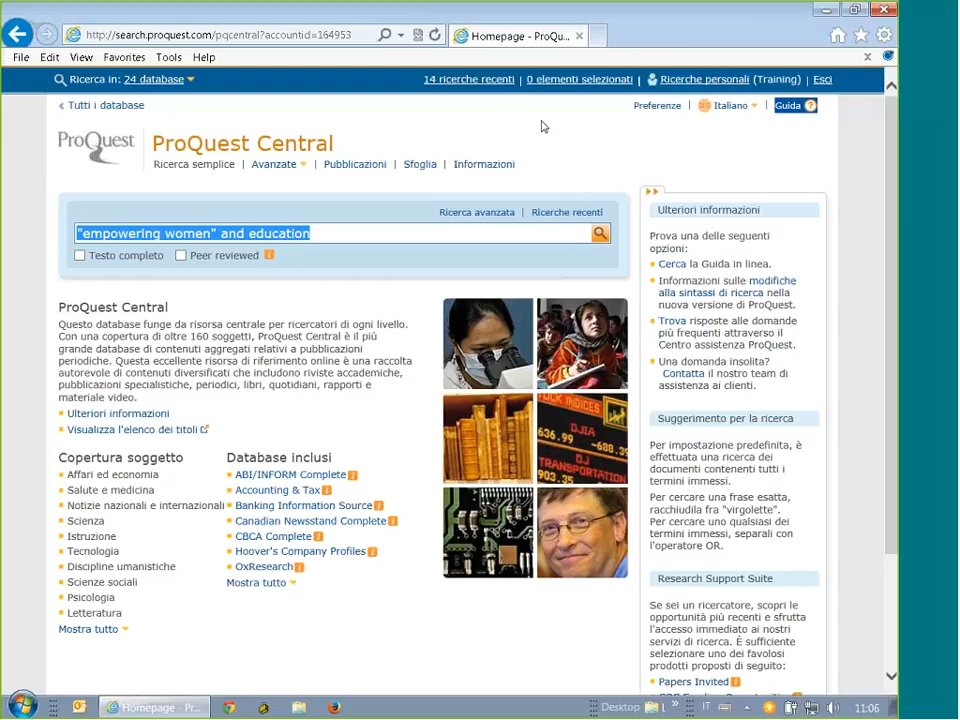 http://search.proquest.com/pqcentral?accountid=164953
Homepage - ProQu...
File Edit View Favorites Tools Help
Ricerca in: 24 database
14 ricerche recenti | 0 elementi selezionati | Ricerche personali (Training) | Esci
Tutti i database
Preferenze | Italiano | Guida
ProQuest
ProQuest Central
Ricerca semplice | Avanzate | Pubblicazioni | Sfoglia | Informazioni
Ricerca avanzata | Ricerche recenti
"empowering women" and education
Testo completo Peer reviewed
ProQuest Central
Questo database funge da risorsa centrale per ricercatori di ogni livello.
Con una copertura di oltre 160 soggetti, ProQuest Central è il più
grande database di contenuti aggregati relativi a pubblicazioni
periodiche. Questa eccellente risorsa di riferimento online è una raccolta
autorevole di contenuti diversificati che includono riviste accademiche,
pubblicazioni specialistiche, periodici, libri, quotidiani, rapporti e
materiale video.
Ulteriori informazioni
Visualizza l'elenco dei titoli
Copertura soggetto
Affari ed economia
Salute e medicina
Notizie nazionali e internazionali
Scienza
Istruzione
Tecnologia
Discipline umanistiche
Scienze sociali
Psicologia
Letteratura
Mostra tutto
Database inclusi
ABI/INFORM Complete
Accounting & Tax
Banking Information Source
Canadian Newsstand Complete
CBCA Complete
Hoover's Company Profiles
OxResearch
Mostra tutto
STOCK INDICES
DJIA
636.99 -688.3
DJ
TRANSPORTATION
903.35
Ulteriori informazioni
Prova una delle seguenti
opzioni:
Cerca la Guida in linea.
Informazioni sulle modifiche
alla sintassi di ricerca nella
nuova versione di ProQuest.
Trova risposte alle domande
più frequenti attraverso il
Centro assistenza ProQuest.
Una domanda insolita?
Contatta il nostro team di
assistenza ai clienti.
Suggerimento per la ricerca
Per impostazione predefinita, è
effettuata una ricerca dei
documenti contenenti tutti i
termini immessi.
Per cercare una frase esatta,
racchiudila fra "virgolette".
Per cercare uno qualsiasi dei
termini immessi, separali con
l'operatore OR.
Research Support Suite
Se sei un ricercatore, scopri le
opportunità più recenti e sfrutta
l'accesso immediato ai nostri
servizi di ricerca. È sufficiente
selezionare uno dei favolosi
prodotti proposti di seguito:
Papers Invited
Homepage - Pr...
Desktop
L
IT
11:06